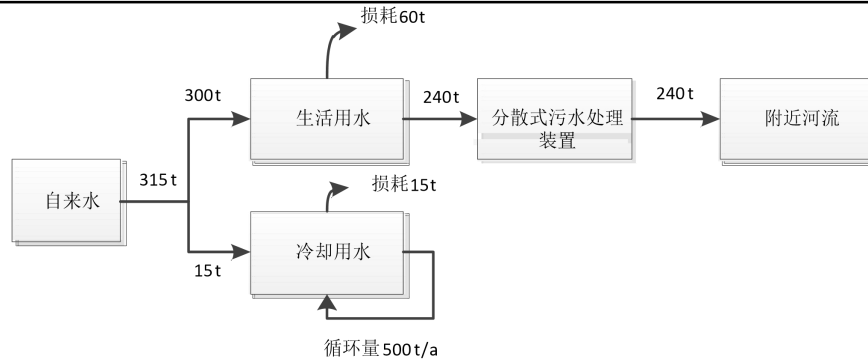 损耗60t
300t
生活用水
240t
分散式污水处理
装置
240t
附近河流
自来水
315t
损耗15t
15t
冷却用水
循环量500t/a